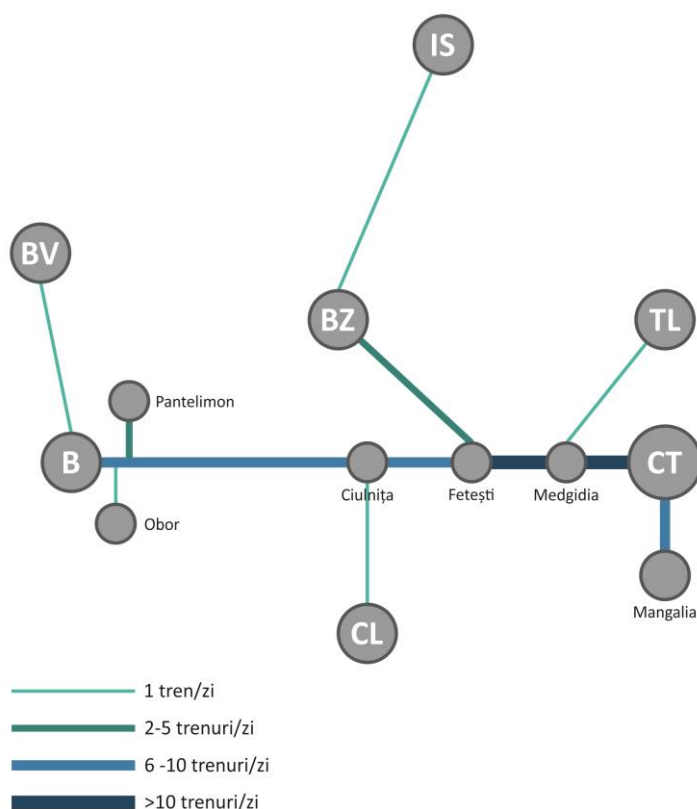 IS
BV
BZ
TL
Pantelimon
B
CT
Ciulnița
Fetești
Medgidia
Obor
Mangalia
CL
1 tren/zi
2-5 trenuri/zi
6 -10 trenuri/zi
>10 trenuri/zi